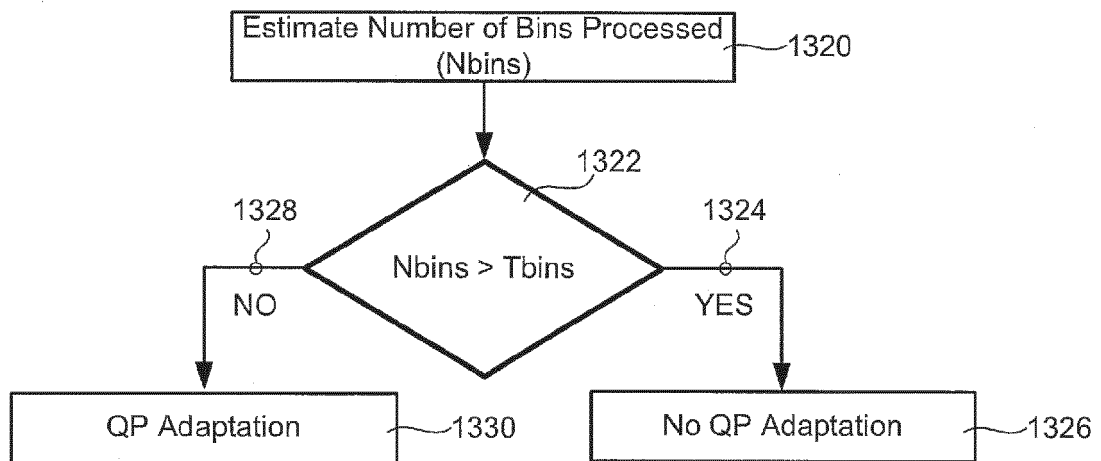 Estimate Number of Bins Processed
(Nbins)
1320
1322
1328
1324
Nbins > Tbins
NO
YES
QP Adaptation
1330
No QP Adaptation
1326